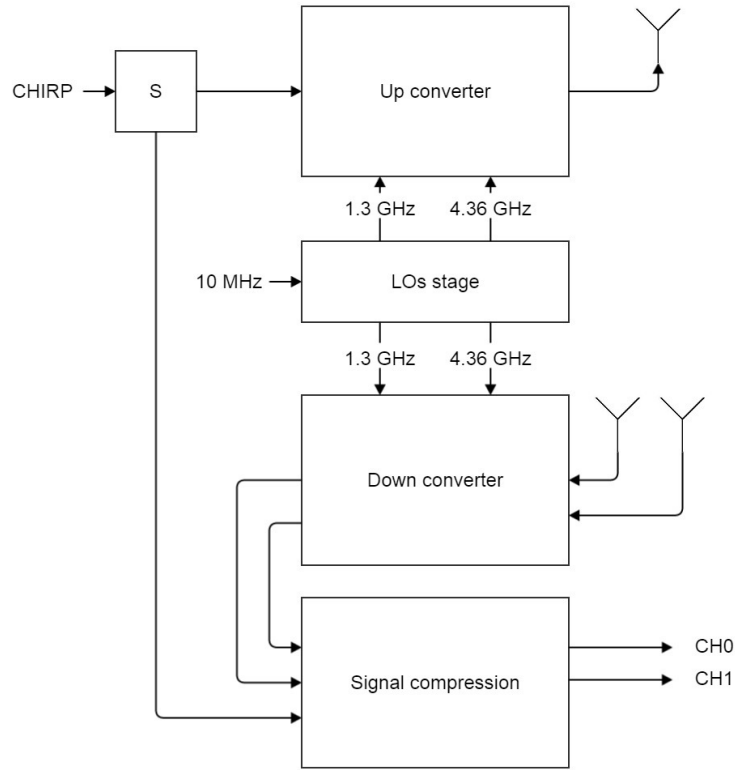 CHIRP
S
Up converter
1.3 GHz
4.36 GHz
10 MHz
LOs stage
1.3 GHz
4.36 GHz
Down converter
Signal compression
CH0
CH1